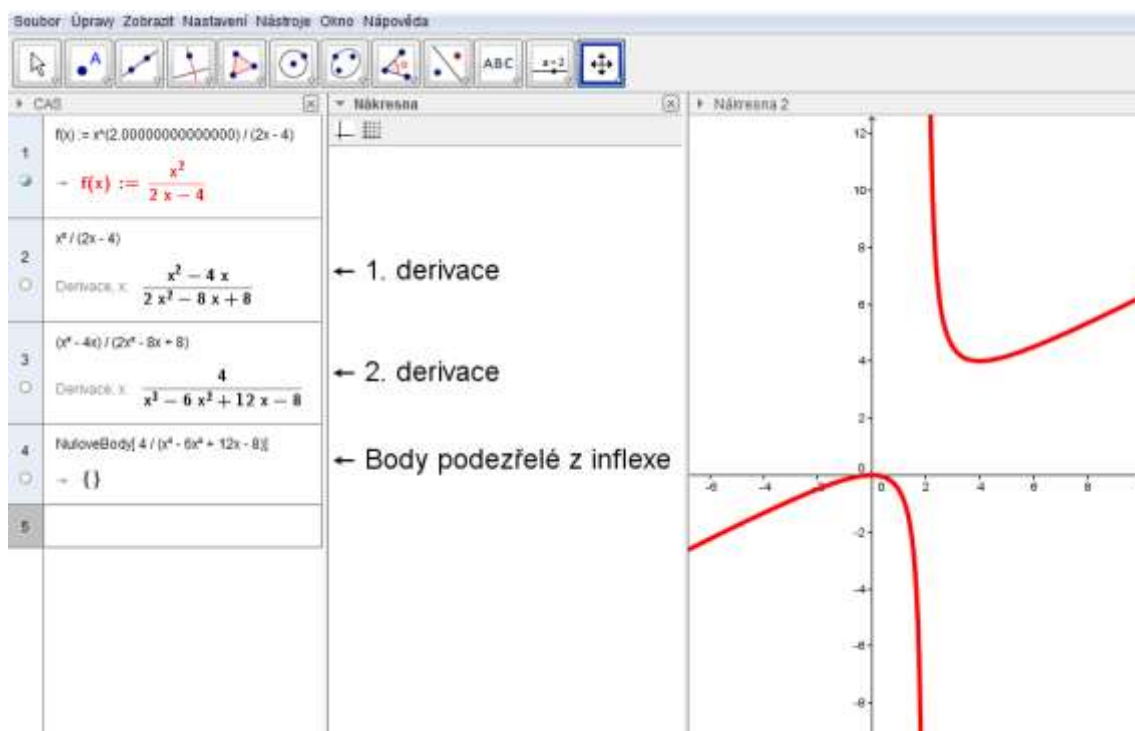 Soubor Úpravy Zobrazit Nastavení Nástroje Okno Nápověda
A
α
ABC
a=2
CAS
Nákresna
Nákresna 2
1
f(x) := x^(2.00000000000000) / (2x - 4)
→ f(x) := x² / (2 x − 4)
2
x² / (2x - 4)
Derivace, x: (x² − 4 x) / (2 x² − 8 x + 8)
← 1. derivace
3
(x² - 4x) / (2x² - 8x + 8)
Derivace, x: 4 / (x³ − 6 x² + 12 x − 8)
← 2. derivace
4
NuloveBody[ 4 / (x³ - 6x² + 12x - 8)]
→ {}
← Body podezřelé z inflexe
5
12
10
8
6
4
2
0
-6 -4 -2 0 2 4 6 8
-2
-4
-6
-8